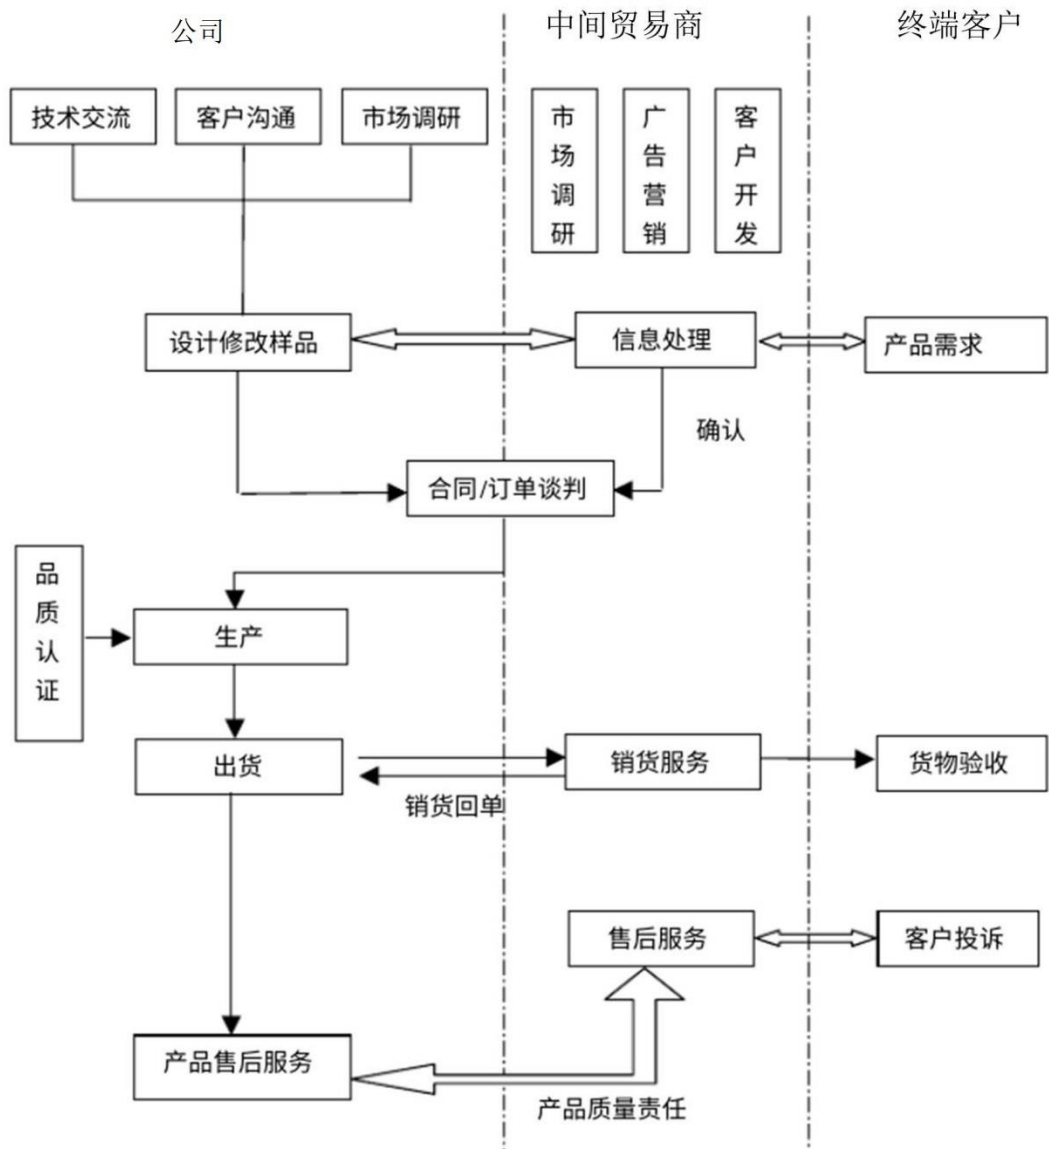 公司
中间贸易商
终端客户
技术交流
客户沟通
市场调研
市场调研
广告营销
客户开发
设计修改样品
信息处理
产品需求
确认
合同/订单谈判
品质认证
生产
出货
销货服务
货物验收
销货回单
售后服务
客户投诉
产品售后服务
产品质量责任